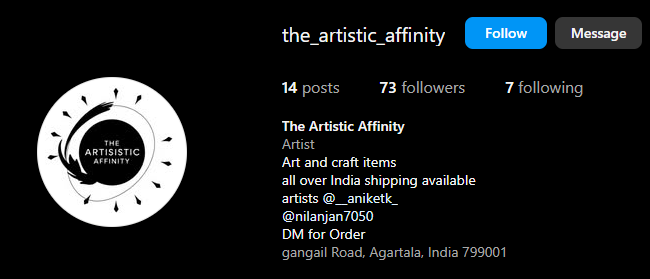 the_artistic_affinity Follow Message
14 posts 73 followers 7 following
The Artistic Affinity
Artist
Art and craft items
all over India shipping available
artists @__aniketk_
@nilanjan7050
DM for Order
gangail Road, Agartala, India 799001
THE
ARTISISTIC
AFFINITY